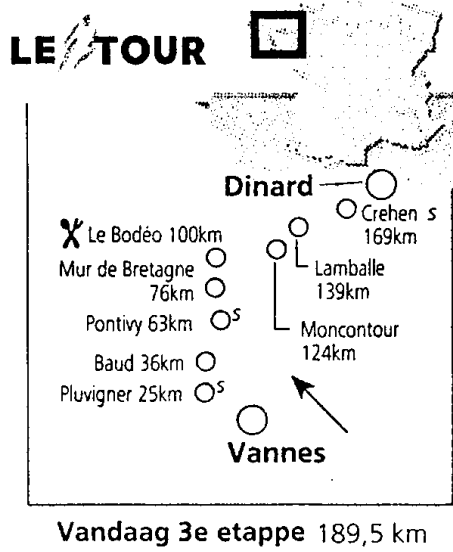 LE TOUR
Dinard
Crehen s
169km
Le Bodéo 100km
Mur de Bretagne
76km
Lamballe
139km
Pontivy 63km s
Moncontour
124km
Baud 36km
Pluvigner 25km s
Vannes
Vandaag 3e etappe 189,5 km